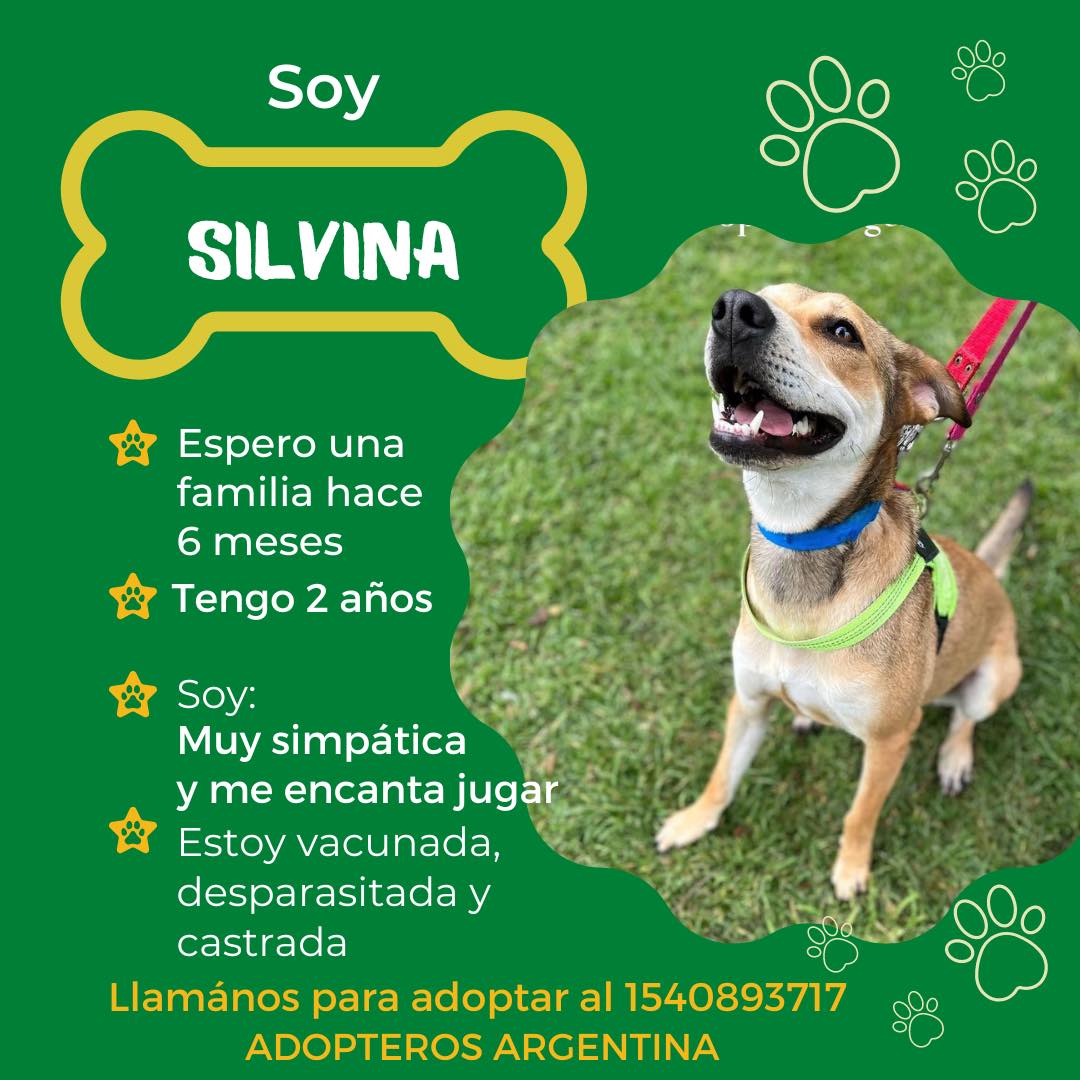 Soy
SILVINA
Espero una
familia hace
6 meses
Tengo 2 años
Soy:
Muy simpática
y me encanta jugar
Estoy vacunada,
desparasitada y
castrada
Llamános para adoptar al 1540893717
ADOPTEROS ARGENTINA